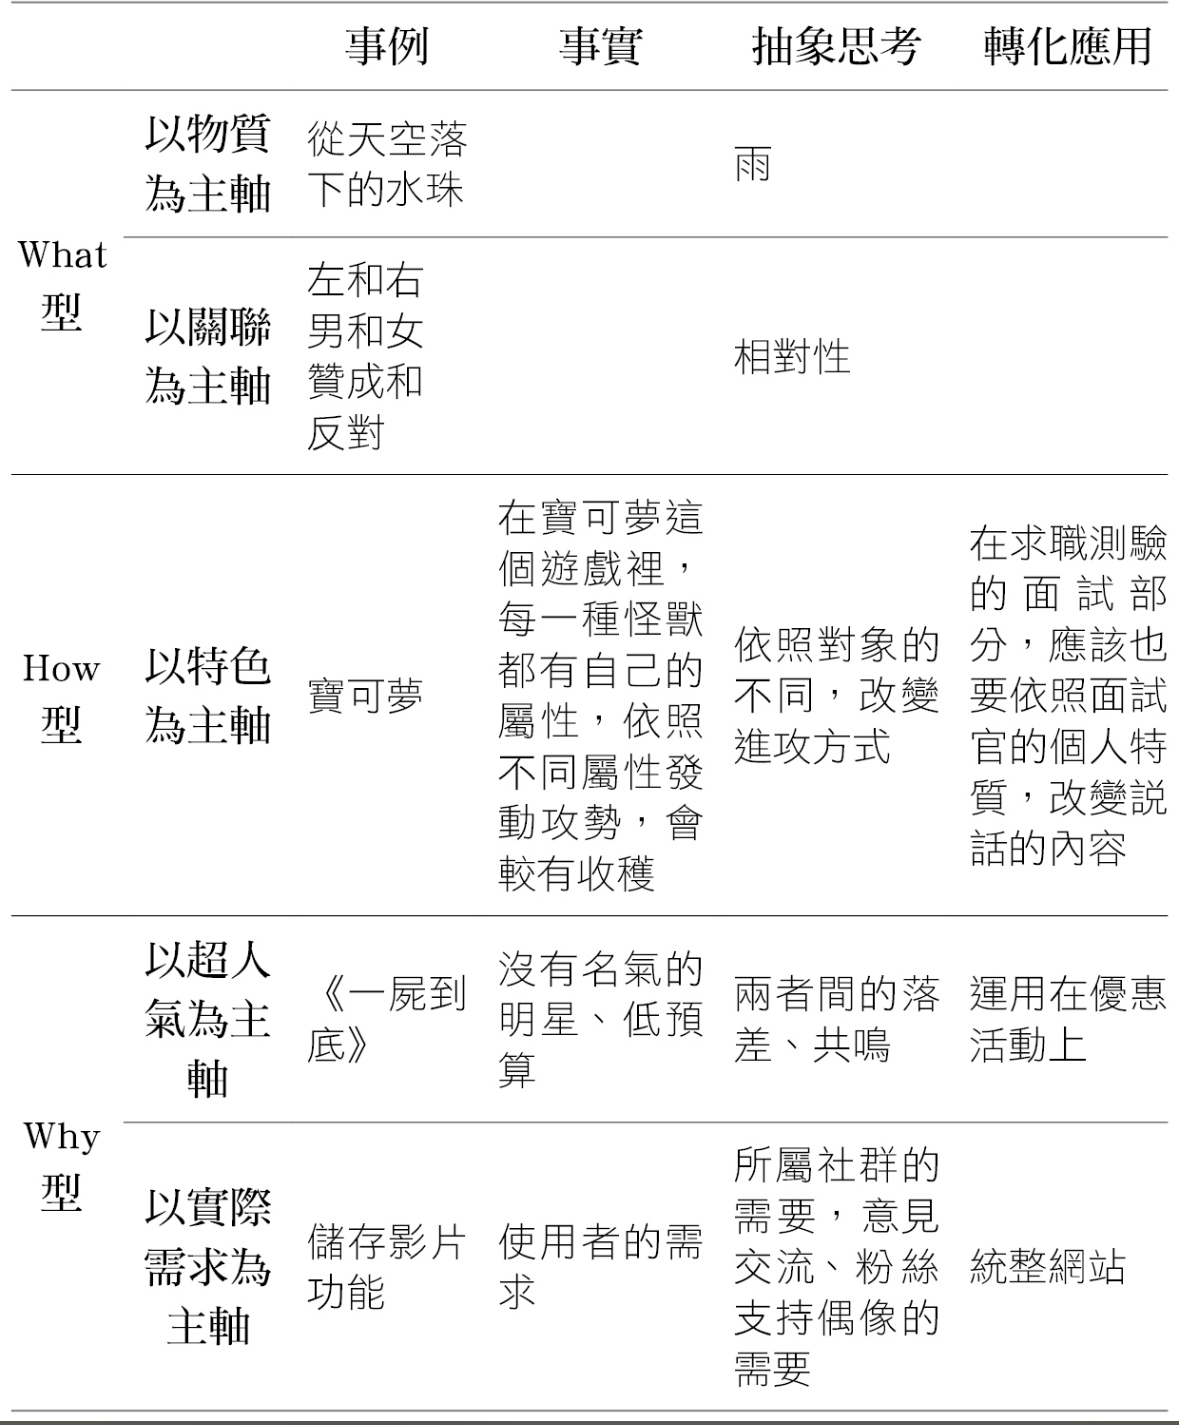 事例 事實 抽象思考 轉化應用
What
型
以物質
為主軸
從天空落
下的水珠
雨
以關聯
為主軸
左和右
男和女
贊成和
反對
相對性
How
型
以特色
為主軸
寶可夢
在寶可夢這
個遊戲裡，
每一種怪獸
都有自己的
屬性，依照
不同屬性發
動攻勢，會
較有收穫
依照對象的
不同，改變
進攻方式
在求職測驗
的面試部
分，應該也
要依照面試
官的個人特
質，改變說
話的內容
Why
型
以超人
氣為主
軸
《一屍到
底》
沒有名氣的
明星、低預
算
兩者間的落
差、共鳴
運用在優惠
活動上
以實際
需求為
主軸
儲存影片
功能
使用者的需
求
所屬社群的
需要，意見
交流、粉絲
支持偶像的
需要
統整網站